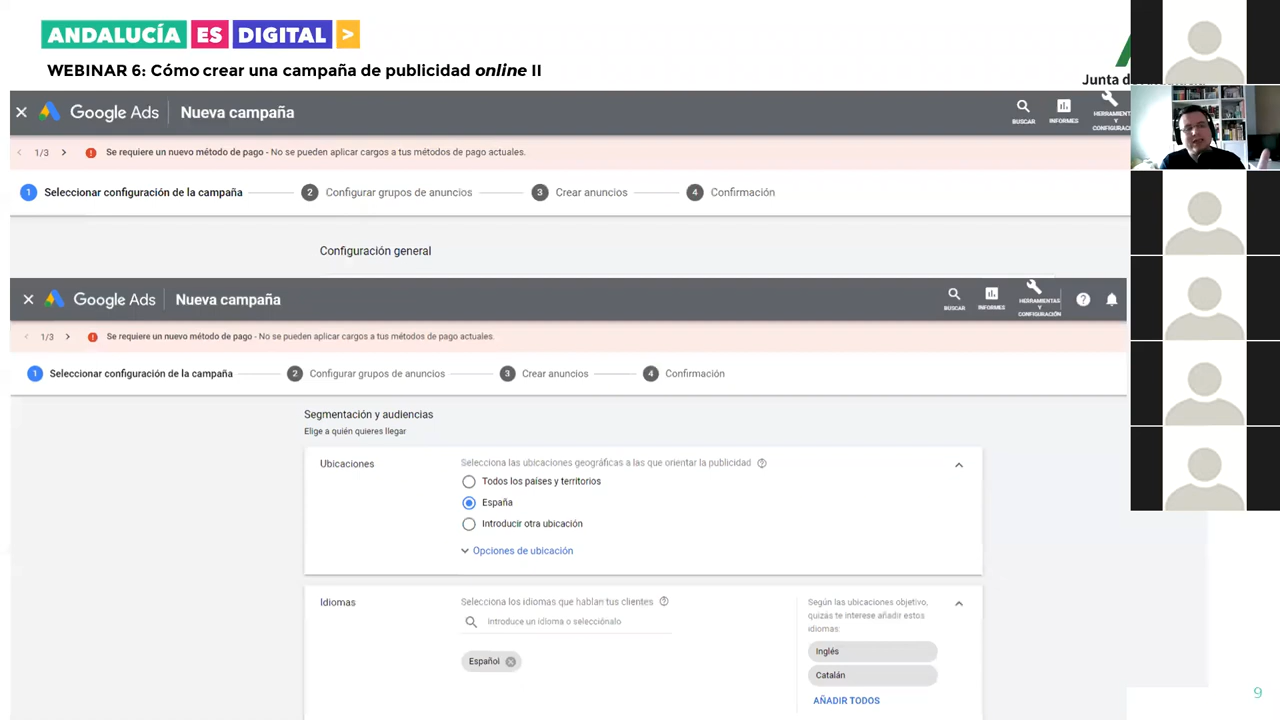 ANDALUCÍA ES DIGITAL >
WEBINAR 6: Cómo crear una campaña de publicidad online II
Junta d
Google Ads Nueva campaña
BUSCAR
INFORMES
HERRAMIENTAS
Y
CONFIGURACIÓN
1/3 Se requiere un nuevo método de pago - No se pueden aplicar cargos a tus métodos de pago actuales.
1 Seleccionar configuración de la campaña 2 Configurar grupos de anuncios 3 Crear anuncios 4 Confirmación
Configuración general
Google Ads Nueva campaña
BUSCAR
INFORMES
HERRAMIENTAS
Y
CONFIGURACIÓN
1/3 Se requiere un nuevo método de pago - No se pueden aplicar cargos a tus métodos de pago actuales.
1 Seleccionar configuración de la campaña 2 Configurar grupos de anuncios 3 Crear anuncios 4 Confirmación
Segmentación y audiencias
Elige a quién quieres llegar
Ubicaciones
Selecciona las ubicaciones geográficas a las que orientar la publicidad
Todos los países y territorios
España
Introducir otra ubicación
Opciones de ubicación
Idiomas
Selecciona los idiomas que hablan tus clientes
Introduce un idioma o selecciónalo
Español
Según las ubicaciones objetivo,
quizás te interese añadir estos
idiomas:
Inglés
Catalán
AÑADIR TODOS
9